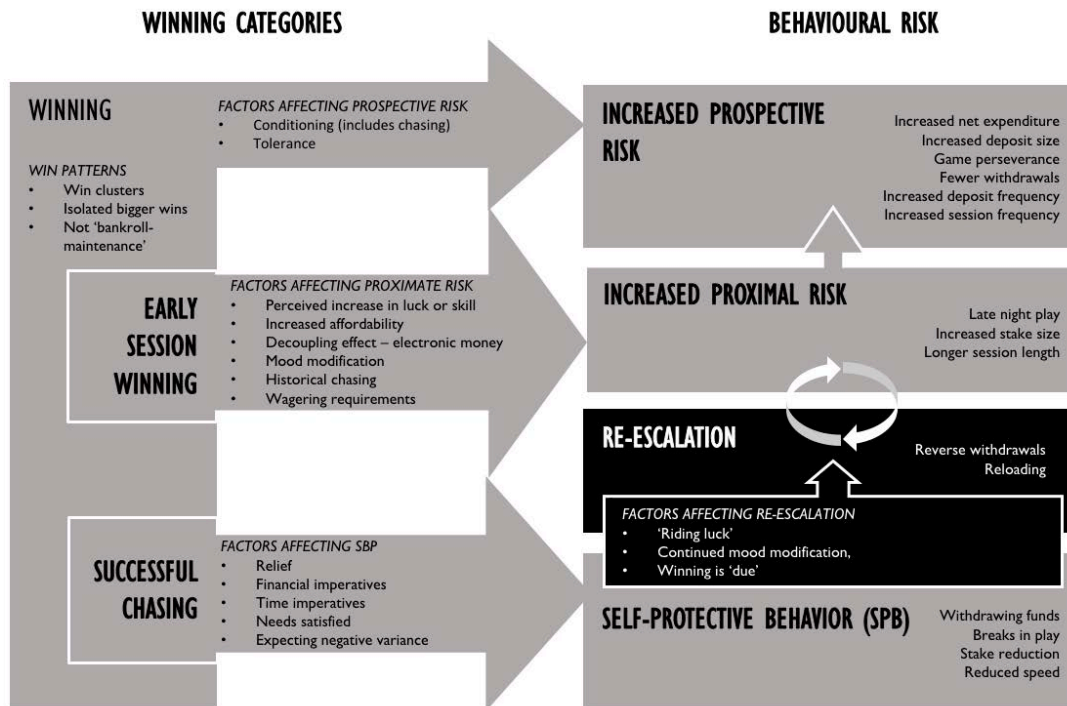 WINNING CATEGORIES
BEHAVIOURAL RISK
WINNING
WIN PATTERNS
• Win clusters
• Isolated bigger wins
• Not ‘bankroll-
maintenance’
FACTORS AFFECTING PROSPECTIVE RISK
• Conditioning (includes chasing)
• Tolerance
INCREASED PROSPECTIVE
RISK
Increased net expenditure
Increased deposit size
Game perseverance
Fewer withdrawals
Increased deposit frequency
Increased session frequency
EARLY
SESSION
WINNING
FACTORS AFFECTING PROXIMATE RISK
• Perceived increase in luck or skill
• Increased affordability
• Decoupling effect – electronic money
• Mood modification
• Historical chasing
• Wagering requirements
INCREASED PROXIMAL RISK
Late night play
Increased stake size
Longer session length
RE-ESCALATION
Reverse withdrawals
Reloading
FACTORS AFFECTING RE-ESCALATION
• ‘Riding luck’
• Continued mood modification,
• Winning is ‘due’
SUCCESSFUL
CHASING
FACTORS AFFECTING SBP
• Relief
• Financial imperatives
• Time imperatives
• Needs satisfied
• Expecting negative variance
SELF-PROTECTIVE BEHAVIOR (SPB)
Withdrawing funds
Breaks in play
Stake reduction
Reduced speed